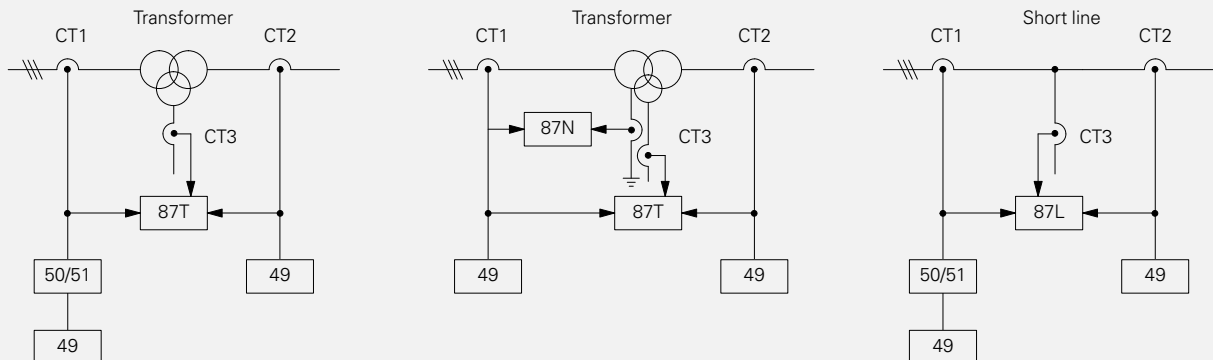 Transformer
CT1
CT2
CT3
87T
50/51
49
49
Transformer
CT1
CT2
87N
CT3
87T
49
49
Short line
CT1
CT2
CT3
87L
50/51
49
49